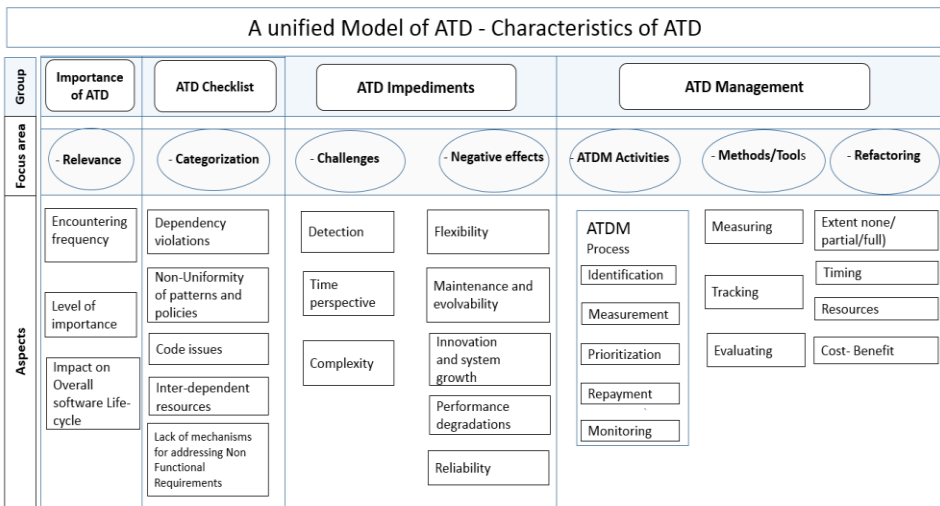 A unified Model of ATD - Characteristics of ATD
Group
Importance
of ATD
ATD Checklist
ATD Impediments
ATD Management
Focus area
- Relevance
- Categorization
- Challenges
- Negative effects
- ATDM Activities
- Methods/Tools
- Refactoring
Aspects
Encountering
frequency
Level of
importance
Impact on
Overall
software Life-
cycle
Dependency
violations
Non-Uniformity
of patterns and
policies
Code issues
Inter-dependent
resources
Lack of mechanisms
for addressing Non
Functional
Requirements
Detection
Time
perspective
Complexity
Flexibility
Maintenance and
evolvability
Innovation
and system
growth
Performance
degradations
Reliability
ATDM
Process
Identification
Measurement
Prioritization
Repayment
Monitoring
Measuring
Tracking
Evaluating
Extent none/
partial/full)
Timing
Resources
Cost- Benefit